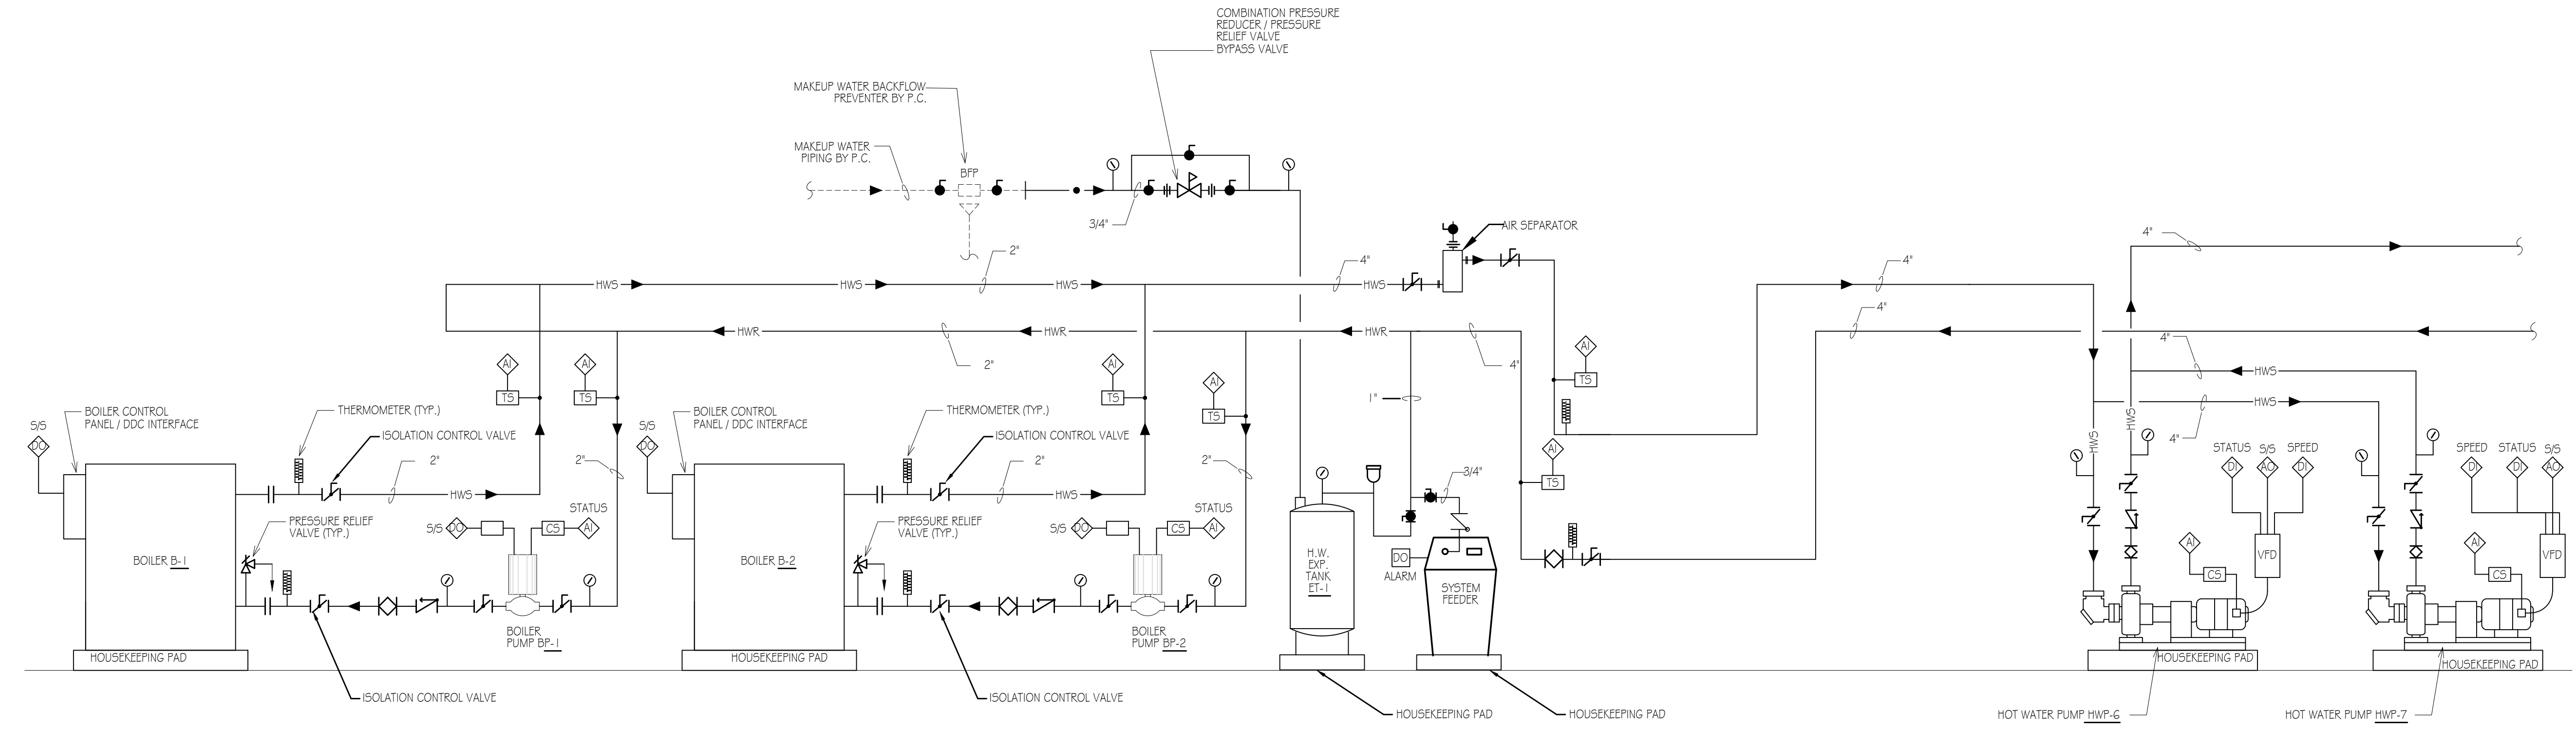 COMBINATION PRESSURE
REDUCER / PRESSURE
RELIEF VALVE
BYPASS VALVE
MAKEUP WATER BACKFLOW
PREVENTER BY P.C.
MAKEUP WATER
PIPING BY P.C.
BFP
3/4"
AIR SEPARATOR
4"
2"
4"
4"
HWS
HWS
HWS
HWS
4"
HWR
HWR
HWR
2"
4"
4"
HWS
4"
HWS
HWS
HWS
AI
TS
AI
TS
AI
TS
AI
TS
AI
TS
AI
TS
1"
S/S
DO
BOILER CONTROL
PANEL / DDC INTERFACE
THERMOMETER (TYP.)
ISOLATION CONTROL VALVE
2"
2"
HWS
PRESSURE RELIEF
VALVE (TYP.)
S/S
DO
CS
AI
STATUS
BOILER B-1
BOILER
PUMP BP-1
HOUSEKEEPING PAD
ISOLATION CONTROL VALVE
S/S
DO
BOILER CONTROL
PANEL / DDC INTERFACE
THERMOMETER (TYP.)
ISOLATION CONTROL VALVE
2"
2"
HWS
PRESSURE RELIEF
VALVE (TYP.)
S/S
DO
CS
AI
STATUS
BOILER B-2
BOILER
PUMP BP-2
HOUSEKEEPING PAD
ISOLATION CONTROL VALVE
H.W.
EXP.
TANK
ET-1
3/4"
DO
ALARM
SYSTEM
FEEDER
HOUSEKEEPING PAD
HOUSEKEEPING PAD
STATUS
S/S
SPEED
DI
AO
DI
VFD
AI
CS
HOUSEKEEPING PAD
HOT WATER PUMP HWP-6
SPEED
STATUS
S/S
DI
DI
AO
VFD
AI
CS
HOUSEKEEPING PAD
HOT WATER PUMP HWP-7